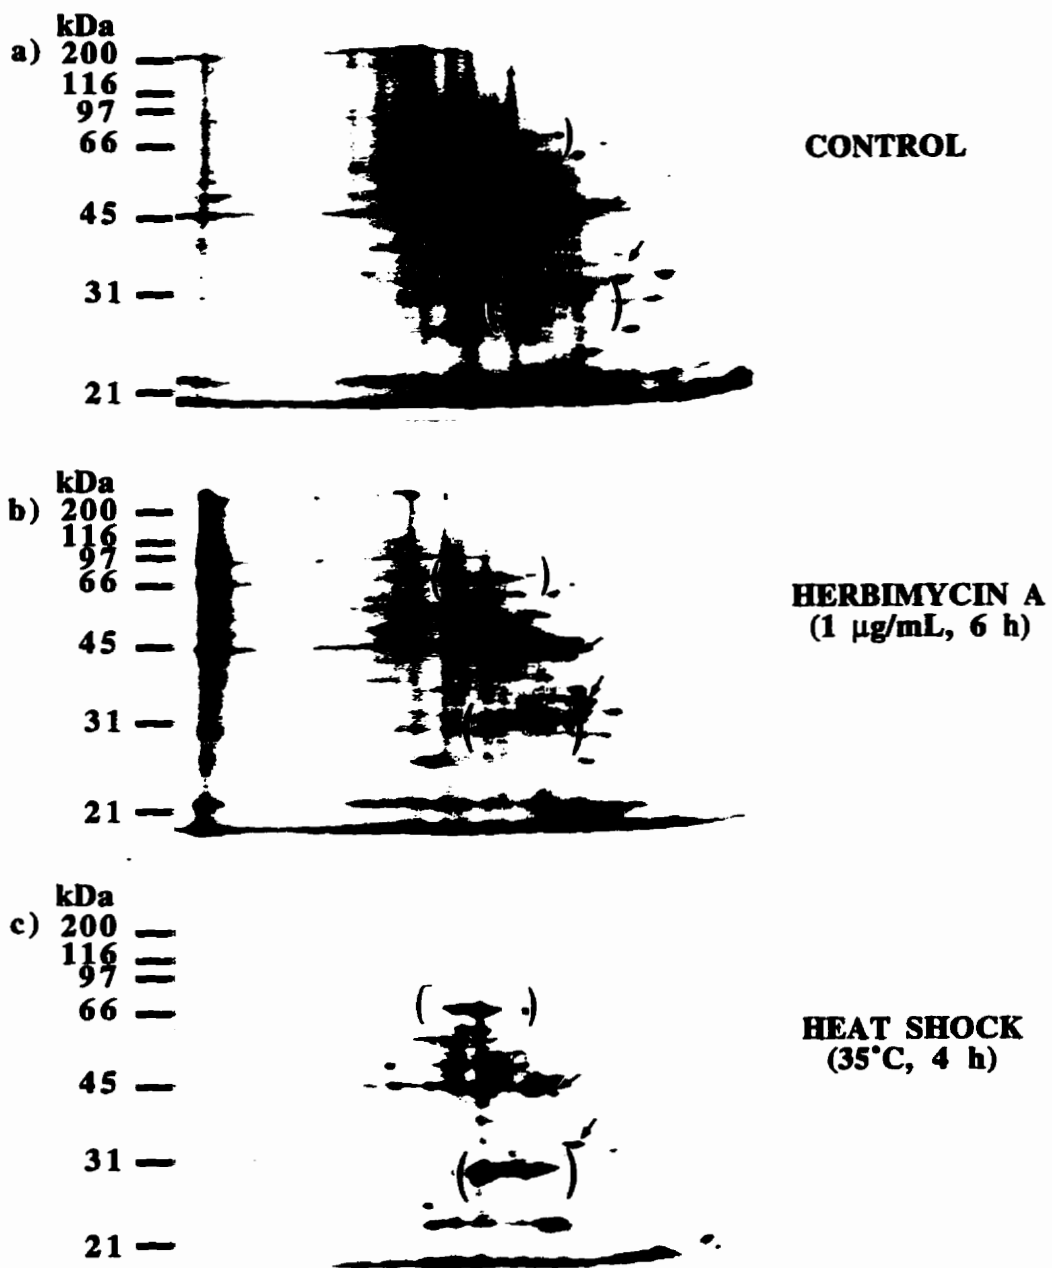 kDa
a) 200
116
97
66
45
31
21
CONTROL
kDa
b) 200
116
97
66
45
31
21
HERBIMYCIN A
(1 μg/mL, 6 h)
kDa
c) 200
116
97
66
45
31
21
HEAT SHOCK
(35°C, 4 h)